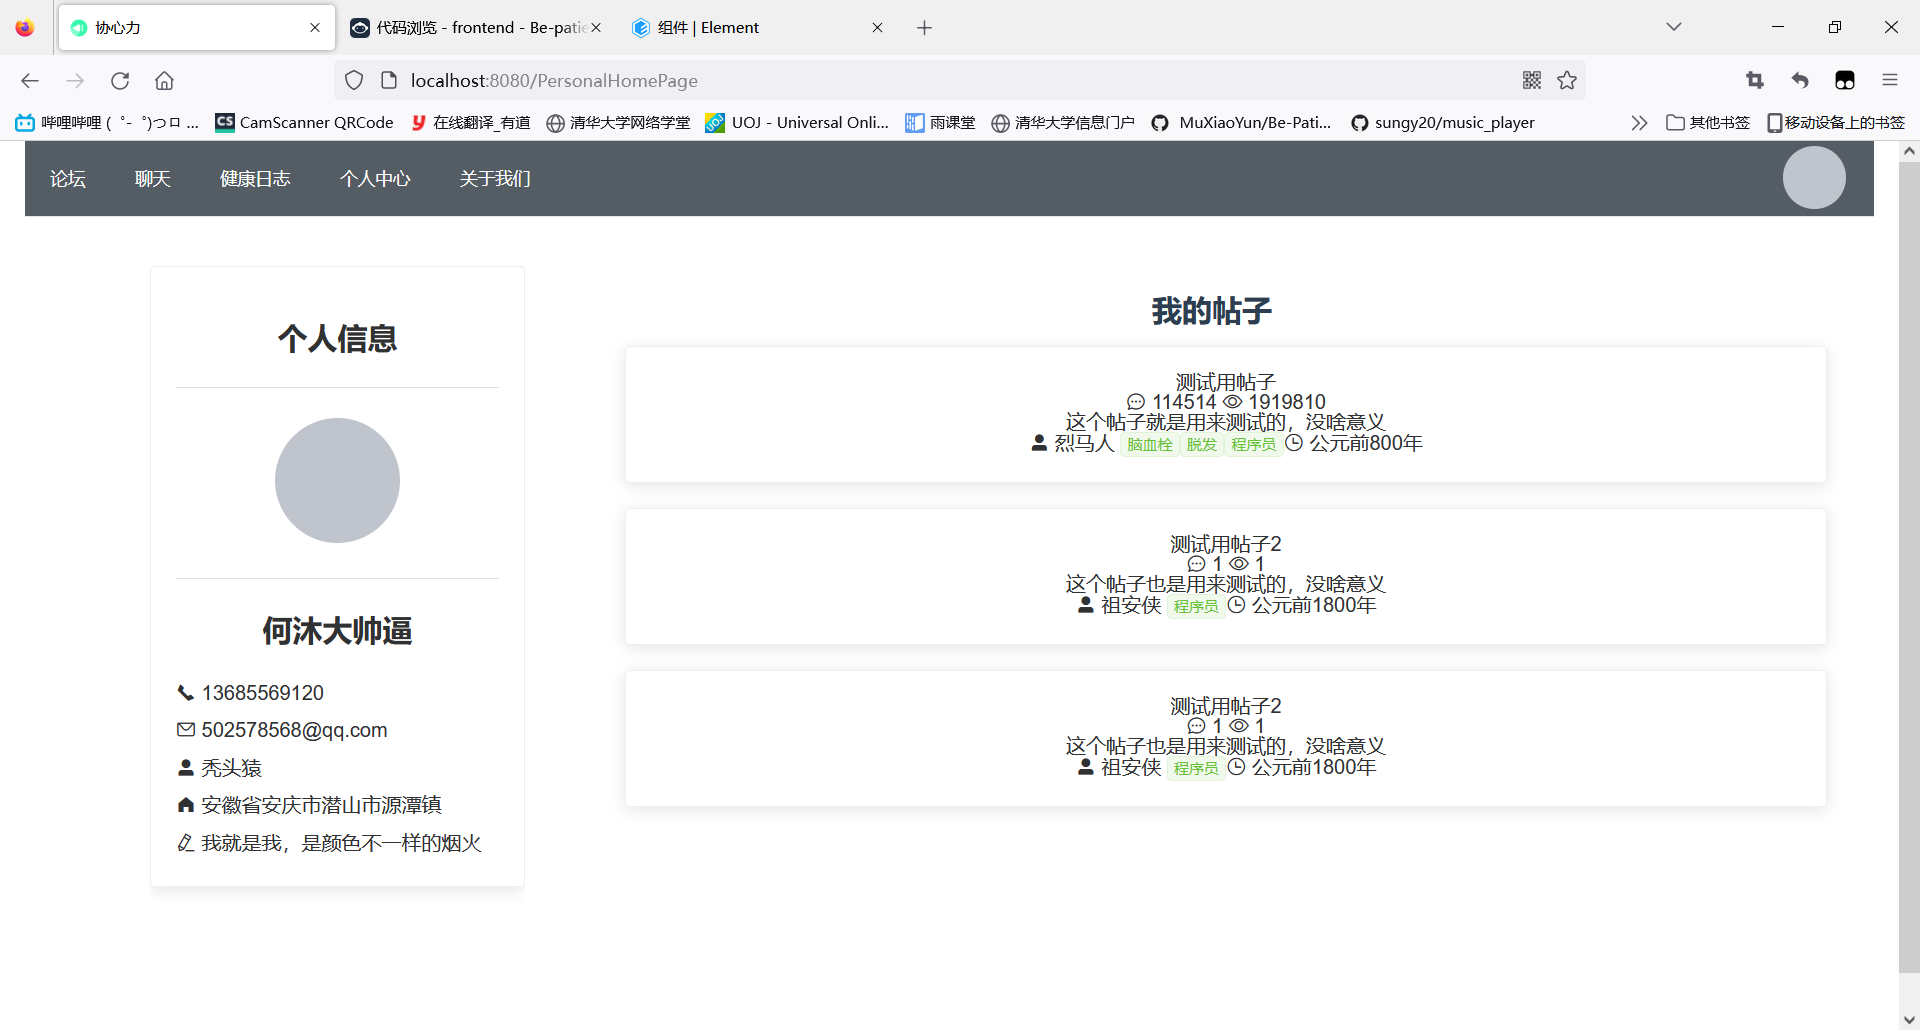 协心力
代码浏览 - frontend - Be-patie
组件 | Element
localhost:8080/PersonalHomePage
哔哩哔哩 ( ゜- ゜)つロ ...
CamScanner QRCode
在线翻译_有道
清华大学网络学堂
UOJ - Universal Onli...
雨课堂
清华大学信息门户
MuXiaoYun/Be-Pati...
sungy20/music_player
其他书签
移动设备上的书签
论坛
聊天
健康日志
个人中心
关于我们
个人信息
何沐大帅逼
13685569120
502578568@qq.com
秃头猿
安徽省安庆市潜山市源潭镇
我就是我，是颜色不一样的烟火
我的帖子
测试用帖子
114514 1919810
这个帖子就是用来测试的，没啥意义
烈马人 脑血栓 脱发 程序员 公元前800年
测试用帖子2
1 1
这个帖子也是用来测试的，没啥意义
祖安侠 程序员 公元前1800年
测试用帖子2
1 1
这个帖子也是用来测试的，没啥意义
祖安侠 程序员 公元前1800年